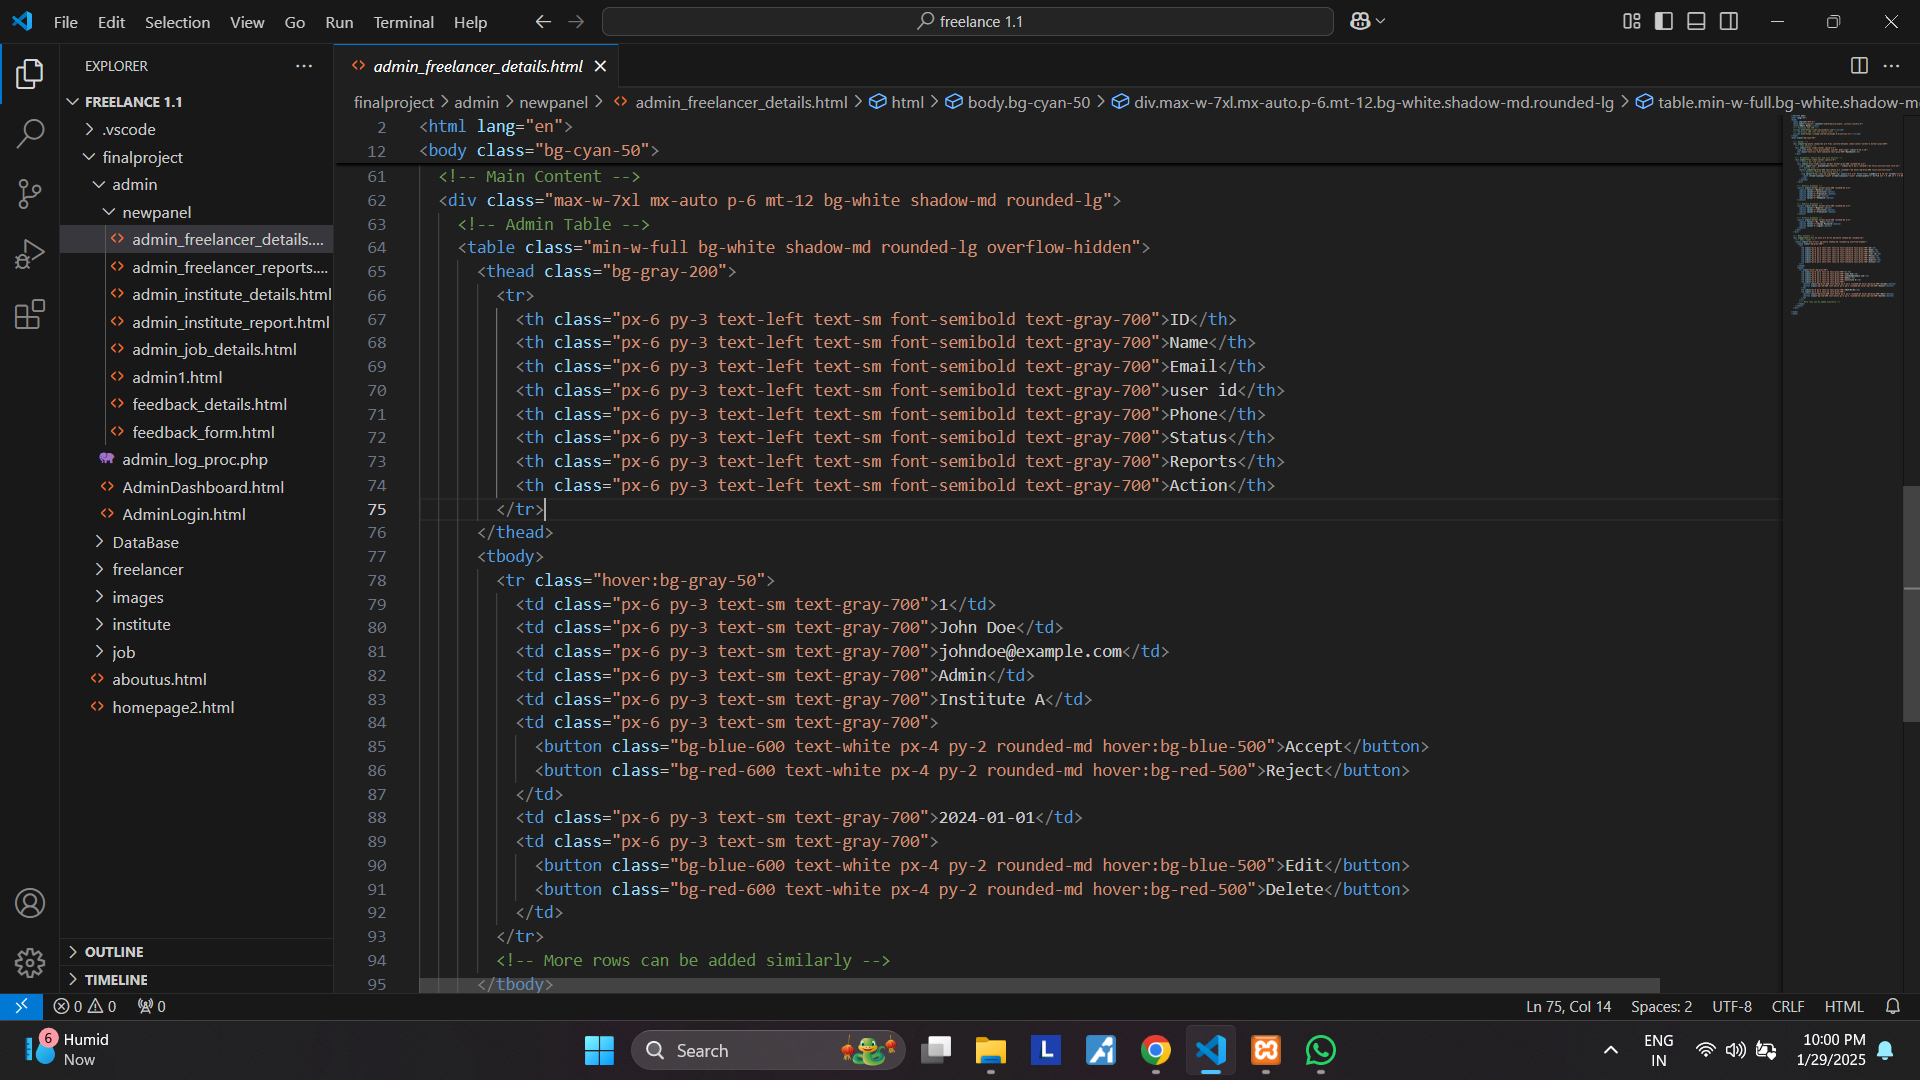 File Edit Selection View Go Run Terminal Help
freelance 1.1
EXPLORER
FREELANCE 1.1
.vscode
finalproject
admin
newpanel
admin_freelancer_details....
admin_freelancer_reports....
admin_institute_details.html
admin_institute_report.html
admin_job_details.html
admin1.html
feedback_details.html
feedback_form.html
admin_log_proc.php
AdminDashboard.html
AdminLogin.html
DataBase
freelancer
images
institute
job
aboutus.html
homepage2.html
OUTLINE
TIMELINE
admin_freelancer_details.html
finalproject > admin > newpanel > admin_freelancer_details.html > html > body.bg-cyan-50 > div.max-w-7xl.mx-auto.p-6.mt-12.bg-white.shadow-md.rounded-lg > table.min-w-full.bg-white.shadow-m
2 <html lang="en">
12 <body class="bg-cyan-50">
61 <!-- Main Content -->
62 <div class="max-w-7xl mx-auto p-6 mt-12 bg-white shadow-md rounded-lg">
63 <!-- Admin Table -->
64 <table class="min-w-full bg-white shadow-md rounded-lg overflow-hidden">
65 <thead class="bg-gray-200">
66 <tr>
67 <th class="px-6 py-3 text-left text-sm font-semibold text-gray-700">ID</th>
68 <th class="px-6 py-3 text-left text-sm font-semibold text-gray-700">Name</th>
69 <th class="px-6 py-3 text-left text-sm font-semibold text-gray-700">Email</th>
70 <th class="px-6 py-3 text-left text-sm font-semibold text-gray-700">user id</th>
71 <th class="px-6 py-3 text-left text-sm font-semibold text-gray-700">Phone</th>
72 <th class="px-6 py-3 text-left text-sm font-semibold text-gray-700">Status</th>
73 <th class="px-6 py-3 text-left text-sm font-semibold text-gray-700">Reports</th>
74 <th class="px-6 py-3 text-left text-sm font-semibold text-gray-700">Action</th>
75 </tr>
76 </thead>
77 <tbody>
78 <tr class="hover:bg-gray-50">
79 <td class="px-6 py-3 text-sm text-gray-700">1</td>
80 <td class="px-6 py-3 text-sm text-gray-700">John Doe</td>
81 <td class="px-6 py-3 text-sm text-gray-700">johndoe@example.com</td>
82 <td class="px-6 py-3 text-sm text-gray-700">Admin</td>
83 <td class="px-6 py-3 text-sm text-gray-700">Institute A</td>
84 <td class="px-6 py-3 text-sm text-gray-700">
85 <button class="bg-blue-600 text-white px-4 py-2 rounded-md hover:bg-blue-500">Accept</button>
86 <button class="bg-red-600 text-white px-4 py-2 rounded-md hover:bg-red-500">Reject</button>
87 </td>
88 <td class="px-6 py-3 text-sm text-gray-700">2024-01-01</td>
89 <td class="px-6 py-3 text-sm text-gray-700">
90 <button class="bg-blue-600 text-white px-4 py-2 rounded-md hover:bg-blue-500">Edit</button>
91 <button class="bg-red-600 text-white px-4 py-2 rounded-md hover:bg-red-500">Delete</button>
92 </td>
93 </tr>
94 <!-- More rows can be added similarly -->
95 </tbody>
0 0 0
Ln 75, Col 14 Spaces: 2 UTF-8 CRLF HTML
6 Humid
Now
Search
L
ENG
IN
10:00 PM
1/29/2025